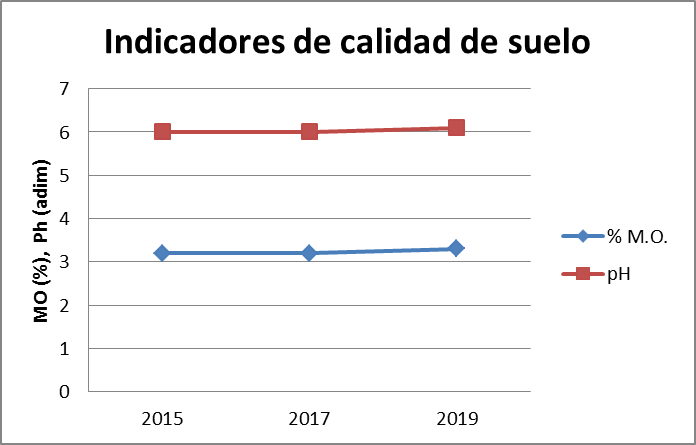 Indicadores de calidad de suelo
MO (%), Ph (adim)
7
6
5
4
3
2
1
0
2015 2017 2019
% M.O.
pH